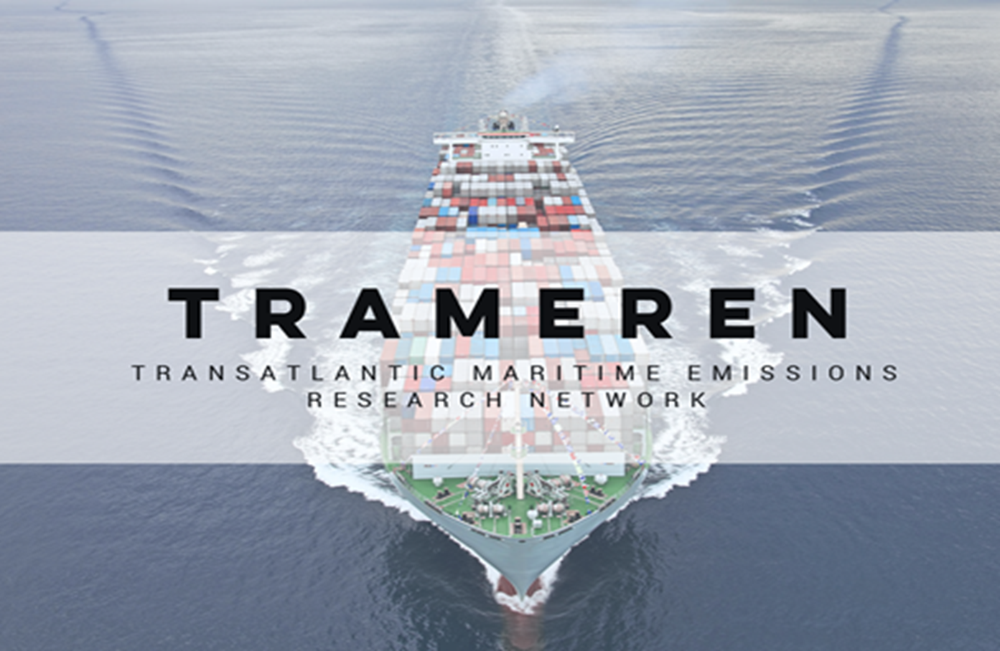 TRAMEREN
TRANSATLANTIC MARITIME EMISSIONS
RESEARCH NETWORK